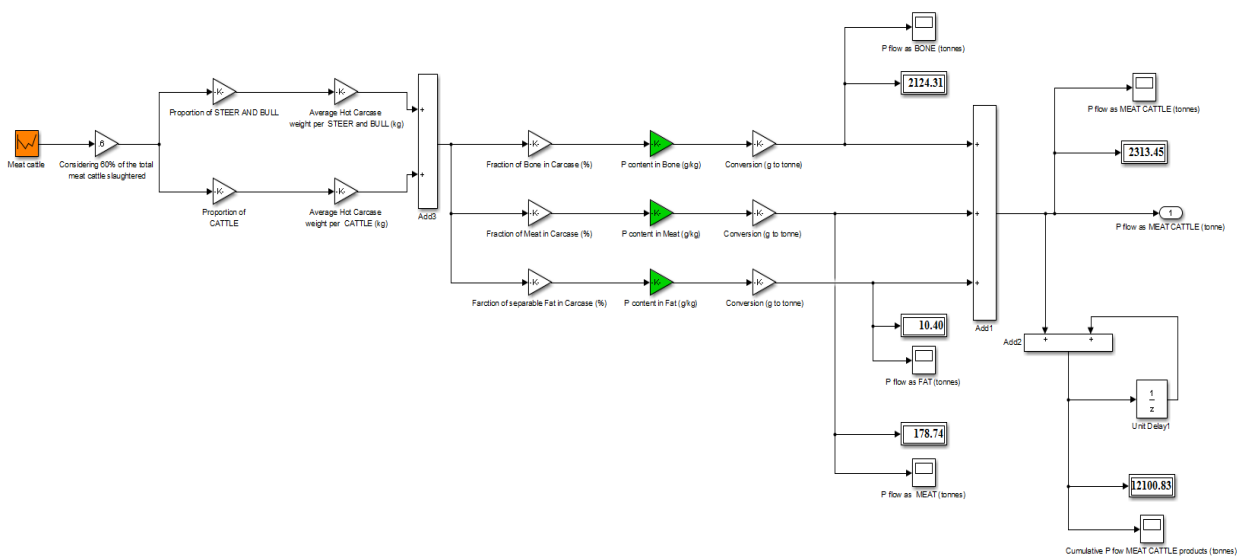 P flow as BONE (tonnes)
2124.31
P flow as MEAT CATTLE (tonnes)
2313.45
-K-
Proportion of STEER AND BULL
-K-
Average Hot Carcase
weight per STEER and BULL (kg)
+
+
Add3
Meat cattle
.6
Considering 60% of the total
meat cattle slaughtered
-K-
Proportion of
CATTLE
-K-
Average Hot Carcase
weight per CATTLE (kg)
-K-
Fraction of Bone in Carcase (%)
-K-
P content in Bone (g/kg)
-K-
Conversion (g to tonne)
-K-
Fraction of Meat in Carcase (%)
-K-
P content in Meat (g/kg)
-K-
Conversion (g to tonne)
-K-
Farction of separable Fat in Carcase (%)
-K-
P content in Fat (g/kg)
-K-
Conversion (g to tonne)
+
+
+
Add1
1
P flow as MEAT CATTLE (tonne)
10.40
P flow as FAT (tonnes)
178.74
P flow as MEAT (tonnes)
Add2
+
+
1
z
Unit Delay1
12100.83
Cumulative P fow MEAT CATTLE products (tonnes)